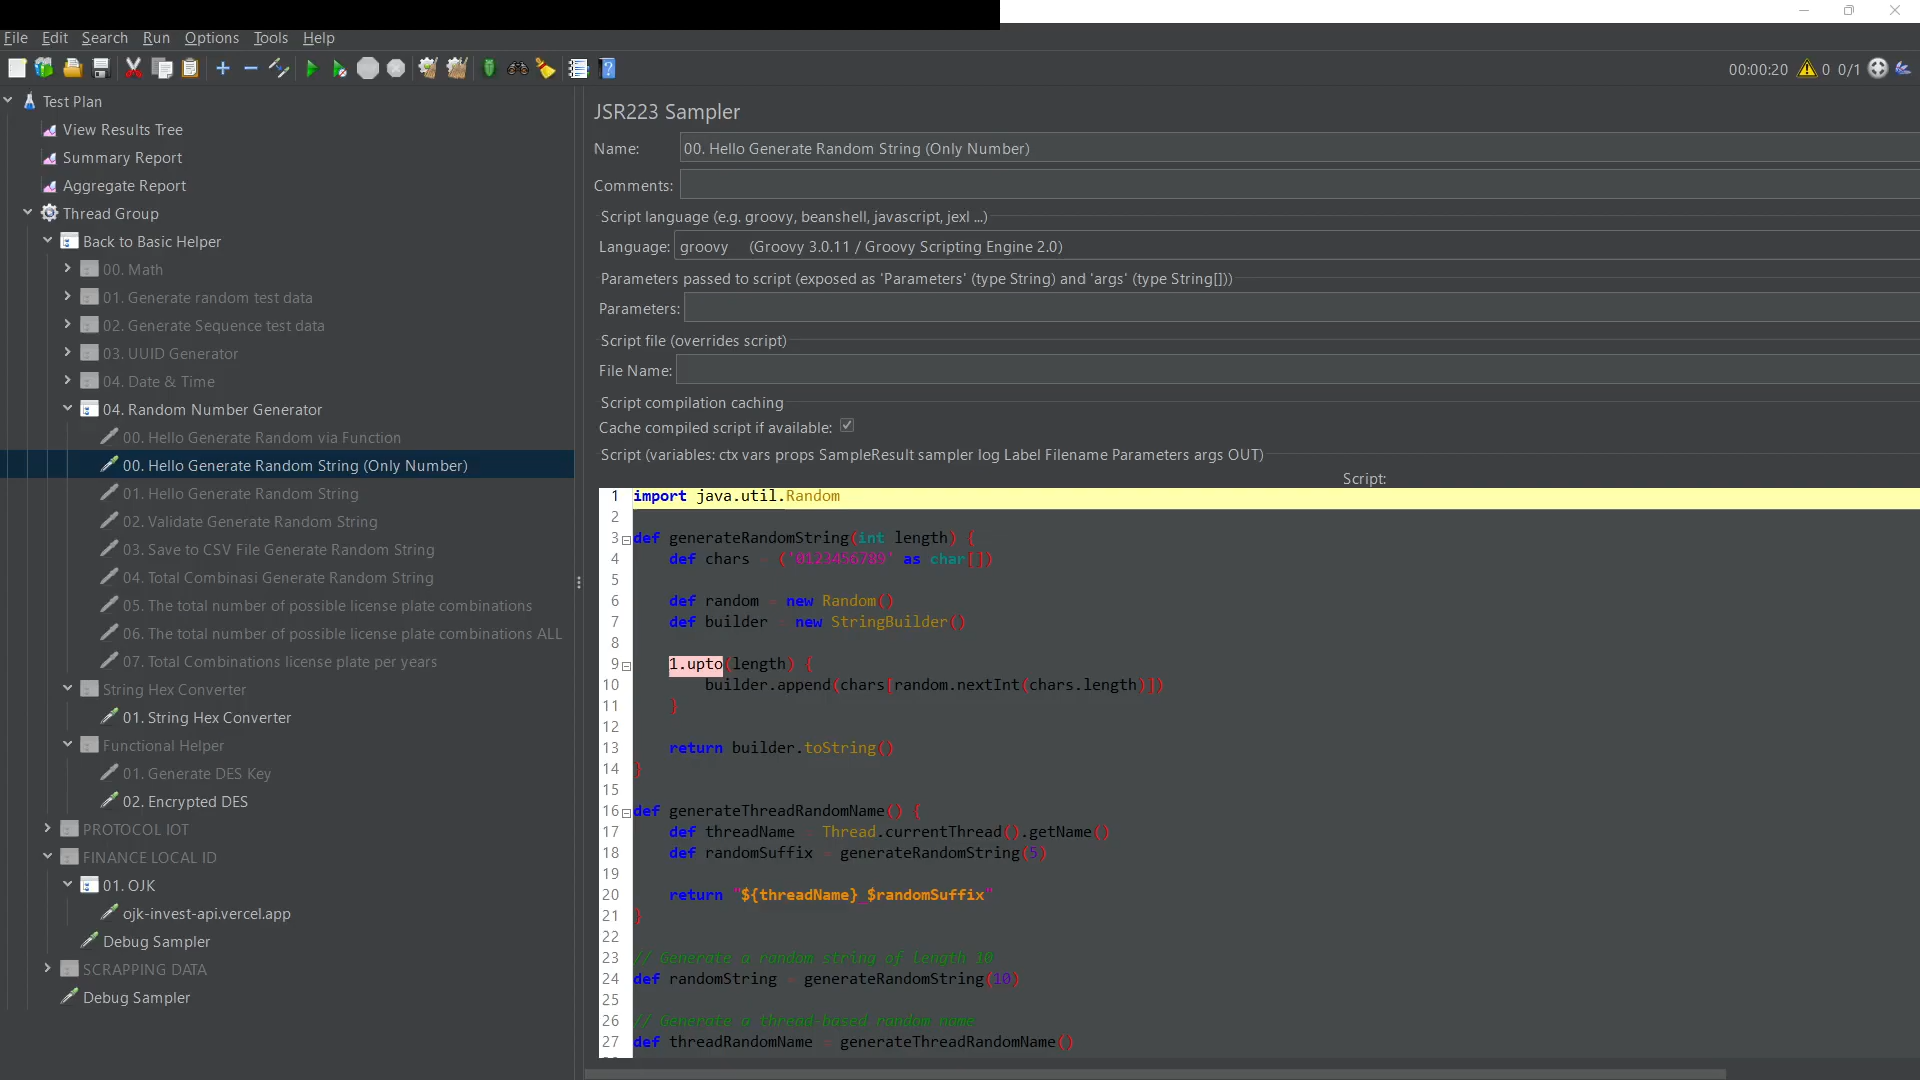 File Edit Search Run Options Tools Help
00:00:20 0 0/1
Test Plan
View Results Tree
Summary Report
Aggregate Report
Thread Group
Back to Basic Helper
00. Math
01. Generate random test data
02. Generate Sequence test data
03. UUID Generator
04. Date & Time
04. Random Number Generator
00. Hello Generate Random via Function
00. Hello Generate Random String (Only Number)
01. Hello Generate Random String
02. Validate Generate Random String
03. Save to CSV File Generate Random String
04. Total Combinasi Generate Random String
05. The total number of possible license plate combinations
06. The total number of possible license plate combinations ALL
07. Total Combinations license plate per years
String Hex Converter
01. String Hex Converter
Functional Helper
01. Generate DES Key
02. Encrypted DES
PROTOCOL IOT
FINANCE LOCAL ID
01. OJK
ojk-invest-api.vercel.app
Debug Sampler
SCRAPPING DATA
Debug Sampler
JSR223 Sampler
Name: 00. Hello Generate Random String (Only Number)
Comments:
Script language (e.g. groovy, beanshell, javascript, jexl ...)
Language: groovy (Groovy 3.0.11 / Groovy Scripting Engine 2.0)
Parameters passed to script (exposed as 'Parameters' (type String) and 'args' (type String[]))
Parameters:
Script file (overrides script)
File Name:
Script compilation caching
Cache compiled script if available:
Script (variables: ctx vars props SampleResult sampler log Label Filename Parameters args OUT)
Script:
1 import java.util.Random
2
3 def generateRandomString(int length) {
4 def chars = ('0123456789' as char[])
5
6 def random = new Random()
7 def builder = new StringBuilder()
8
9 1.upto(length) {
10 builder.append(chars[random.nextInt(chars.length)])
11 }
12
13 return builder.toString()
14 }
15
16 def generateThreadRandomName() {
17 def threadName = Thread.currentThread().getName()
18 def randomSuffix = generateRandomString(5)
19
20 return "${threadName}_$randomSuffix"
21 }
22
23 // Generate a random string of length 10
24 def randomString = generateRandomString(10)
25
26 // Generate a thread-based random name
27 def threadRandomName = generateThreadRandomName()